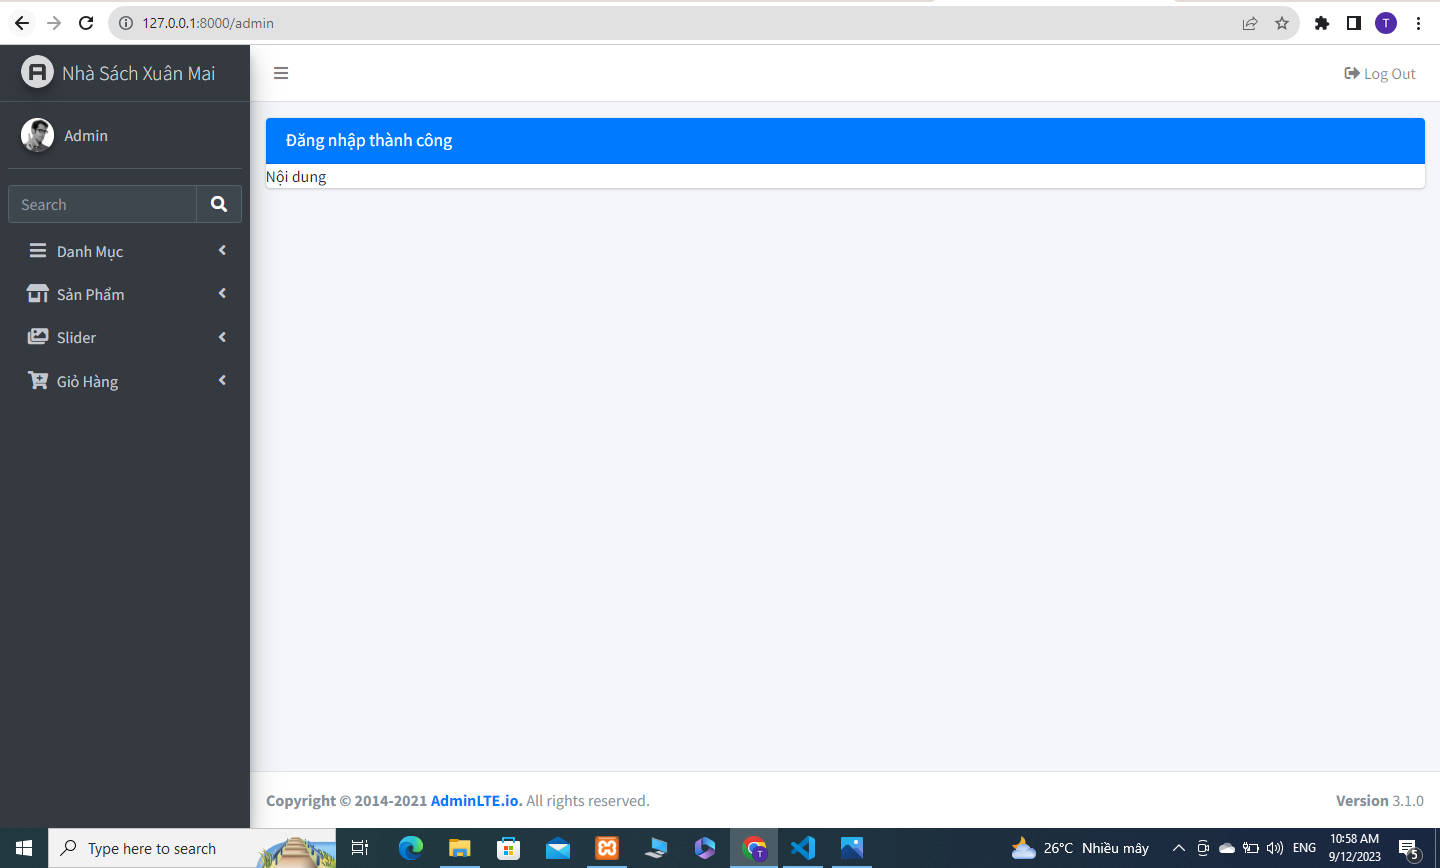 127.0.0.1:8000/admin
T
Nhà Sách Xuân Mai
Log Out
Admin
Đăng nhập thành công
Nội dung
Search
Danh Mục
Sản Phẩm
Slider
Giỏ Hàng
Copyright © 2014-2021 AdminLTE.io. All rights reserved.
Version 3.1.0
Type here to search
T
26°C Nhiều mây
ENG
10:58 AM
9/12/2023
5